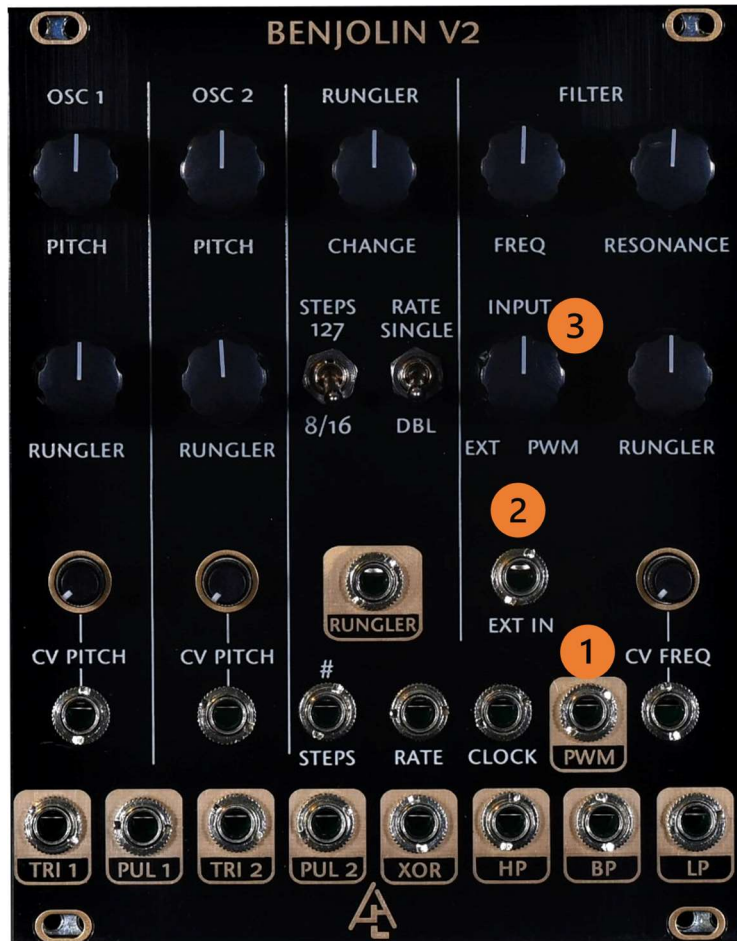 BENJOLIN V2
OSC 1
OSC 2
RUNGLER
FILTER
PITCH
PITCH
CHANGE
FREQ
RESONANCE
STEPS
127
RATE
SINGLE
INPUT
3
8/16
DBL
RUNGLER
RUNGLER
EXT
PWM
RUNGLER
2
RUNGLER
EXT IN
1
CV PITCH
CV PITCH
#
CV FREQ
STEPS
RATE
CLOCK
PWM
TRI 1
PUL 1
TRI 2
PUL 2
XOR
HP
BP
LP